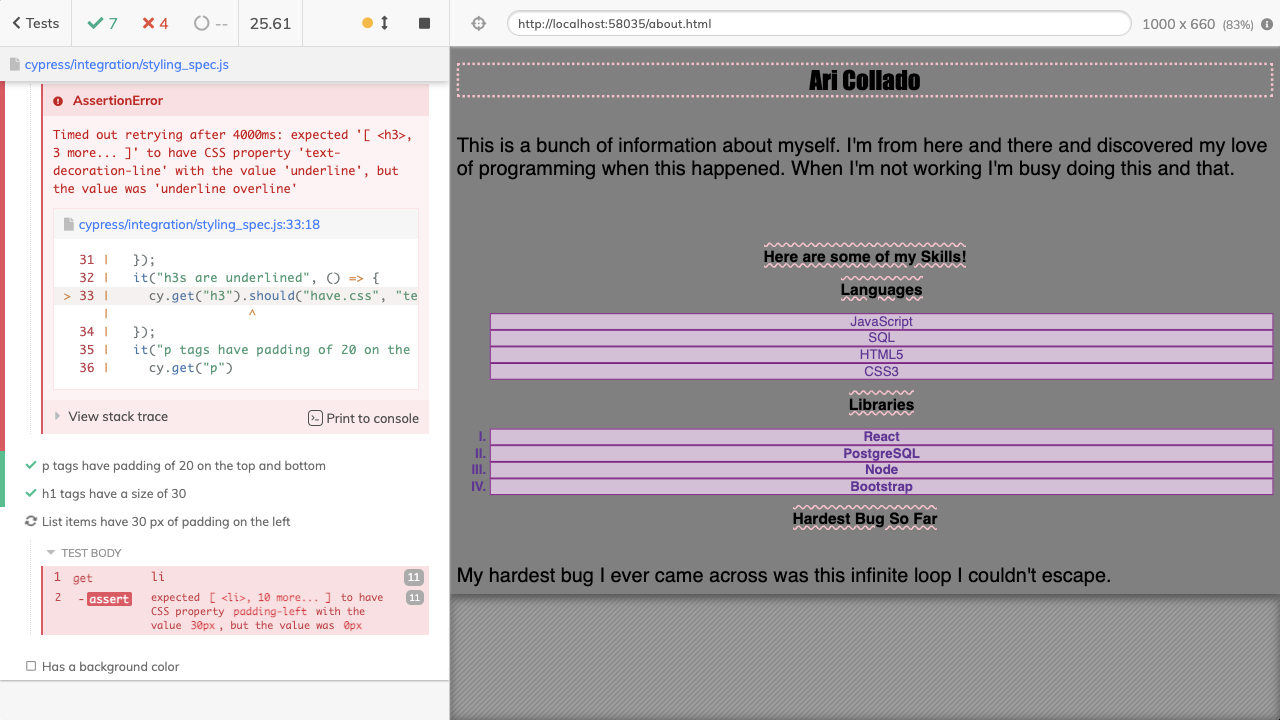 Tests
7
4
--
25.61
http://localhost:58035/about.html
1000 x 660 (83%)
cypress/integration/styling_spec.js
AssertionError
Timed out retrying after 4000ms: expected '[ <h3>,
3 more... ]' to have CSS property 'text-
decoration-line' with the value 'underline', but
the value was 'underline overline'
cypress/integration/styling_spec.js:33:18
31 | });
32 | it("h3s are underlined", () => {
> 33 | cy.get("h3").should("have.css", "te
| ^
34 | });
35 | it("p tags have padding of 20 on the
36 | cy.get("p")
View stack trace
Print to console
p tags have padding of 20 on the top and bottom
h1 tags have a size of 30
List items have 30 px of padding on the left
TEST BODY
1 get li 11
2 -assert expected [ <li>, 10 more... ] to have 11
CSS property padding-left with the
value 30px, but the value was 0px
Has a background color
Ari Collado
This is a bunch of information about myself. I'm from here and there and discovered my love
of programming when this happened. When I'm not working I'm busy doing this and that.
Here are some of my Skills!
Languages
JavaScript
SQL
HTML5
CSS3
Libraries
I. React
II. PostgreSQL
III. Node
IV. Bootstrap
Hardest Bug So Far
My hardest bug I ever came across was this infinite loop I couldn't escape.